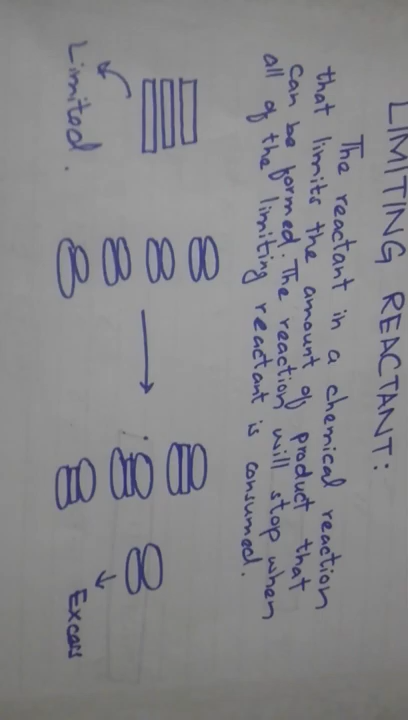 LIMITING REACTANT:
The reactant in a chemical reaction
that limits the amount of product that
can be formed. The reaction will stop when
all of the limiting reactant is consumed.
Limited.
Excess